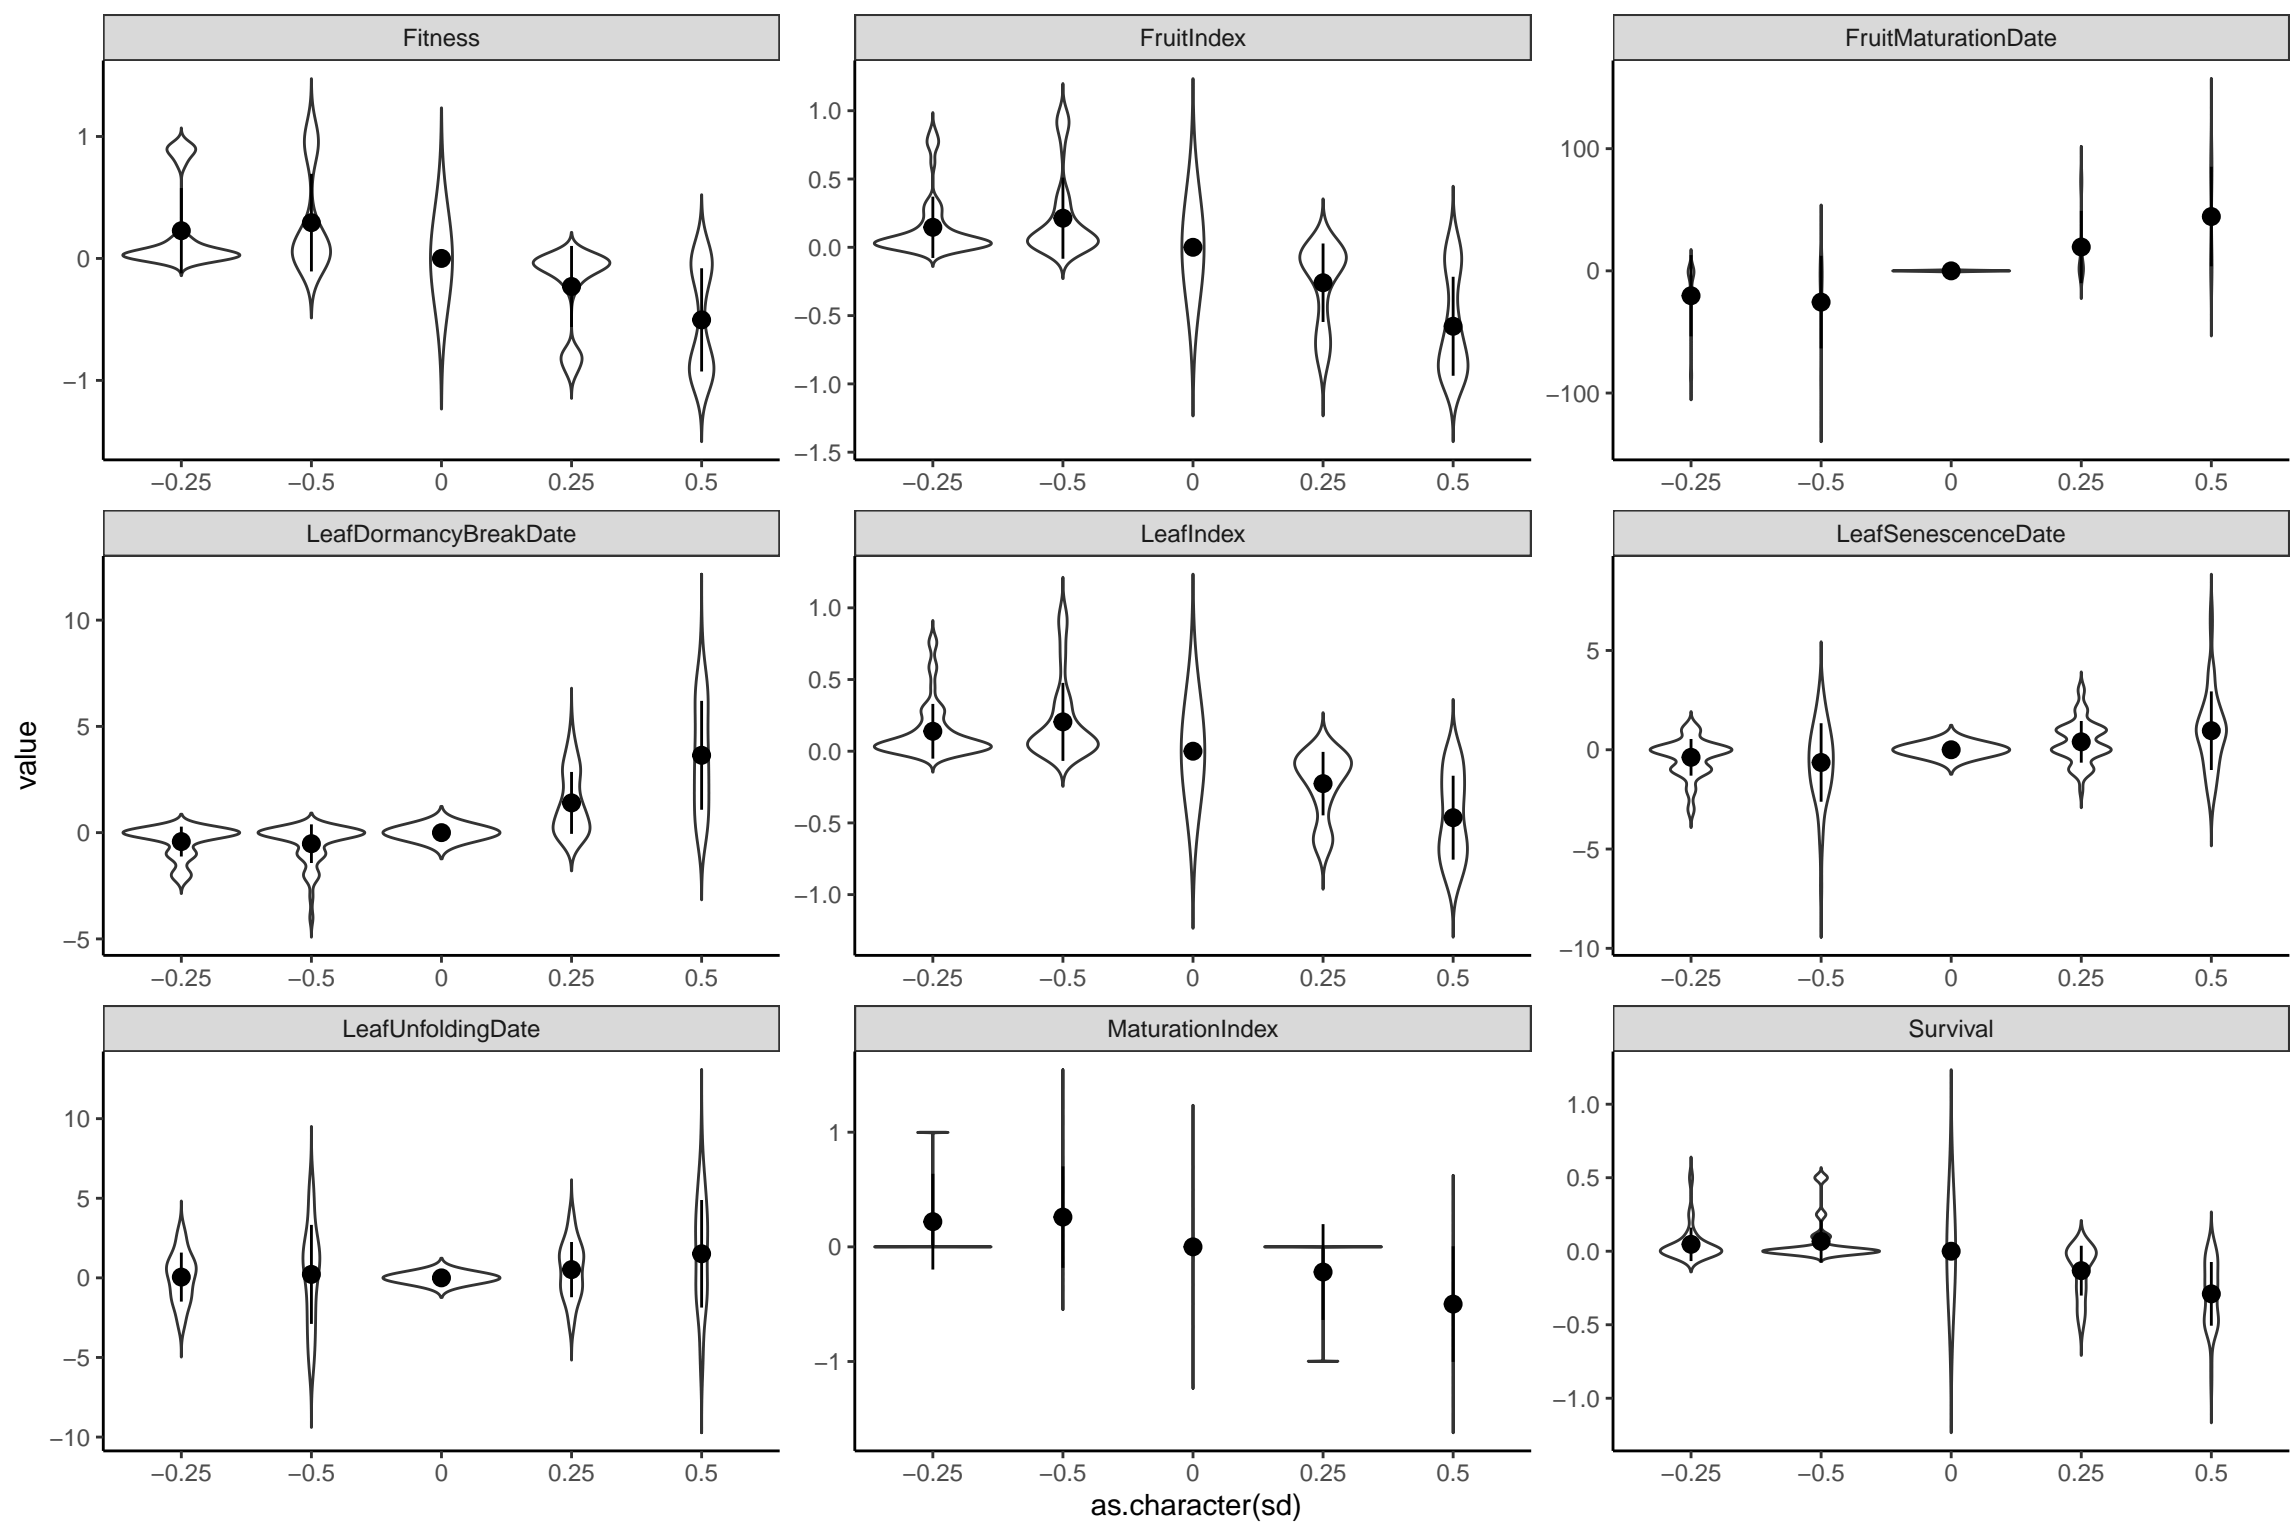 Fitness
FruitIndex
FruitMaturationDate
1
0
−1
1.0
0.5
0.0
−0.5
−1.0
−1.5
100
0
−100
−0.25 −0.5 0 0.25 0.5
−0.25 −0.5 0 0.25 0.5
−0.25 −0.5 0 0.25 0.5
LeafDormancyBreakDate
LeafIndex
LeafSenescenceDate
value
10
5
0
−5
1.0
0.5
0.0
−0.5
−1.0
5
0
−5
−10
−0.25 −0.5 0 0.25 0.5
−0.25 −0.5 0 0.25 0.5
−0.25 −0.5 0 0.25 0.5
LeafUnfoldingDate
MaturationIndex
Survival
10
5
0
−5
−10
1
0
−1
1.0
0.5
0.0
−0.5
−1.0
−0.25 −0.5 0 0.25 0.5
−0.25 −0.5 0 0.25 0.5
−0.25 −0.5 0 0.25 0.5
as.character(sd)